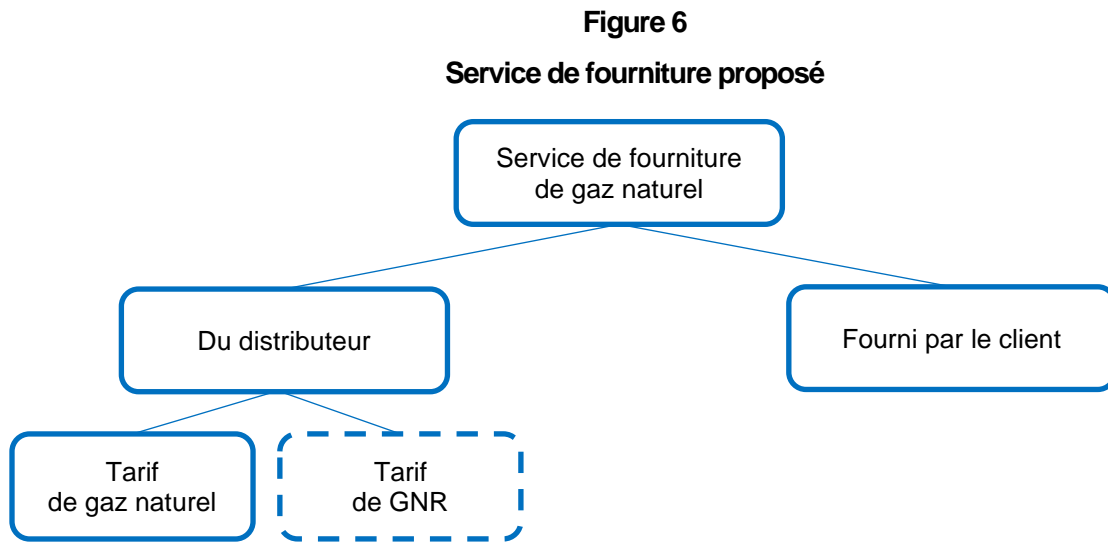 Figure 6
Service de fourniture proposé
Service de fourniture
de gaz naturel
Du distributeur
Fourni par le client
Tarif
de gaz naturel
Tarif
de GNR